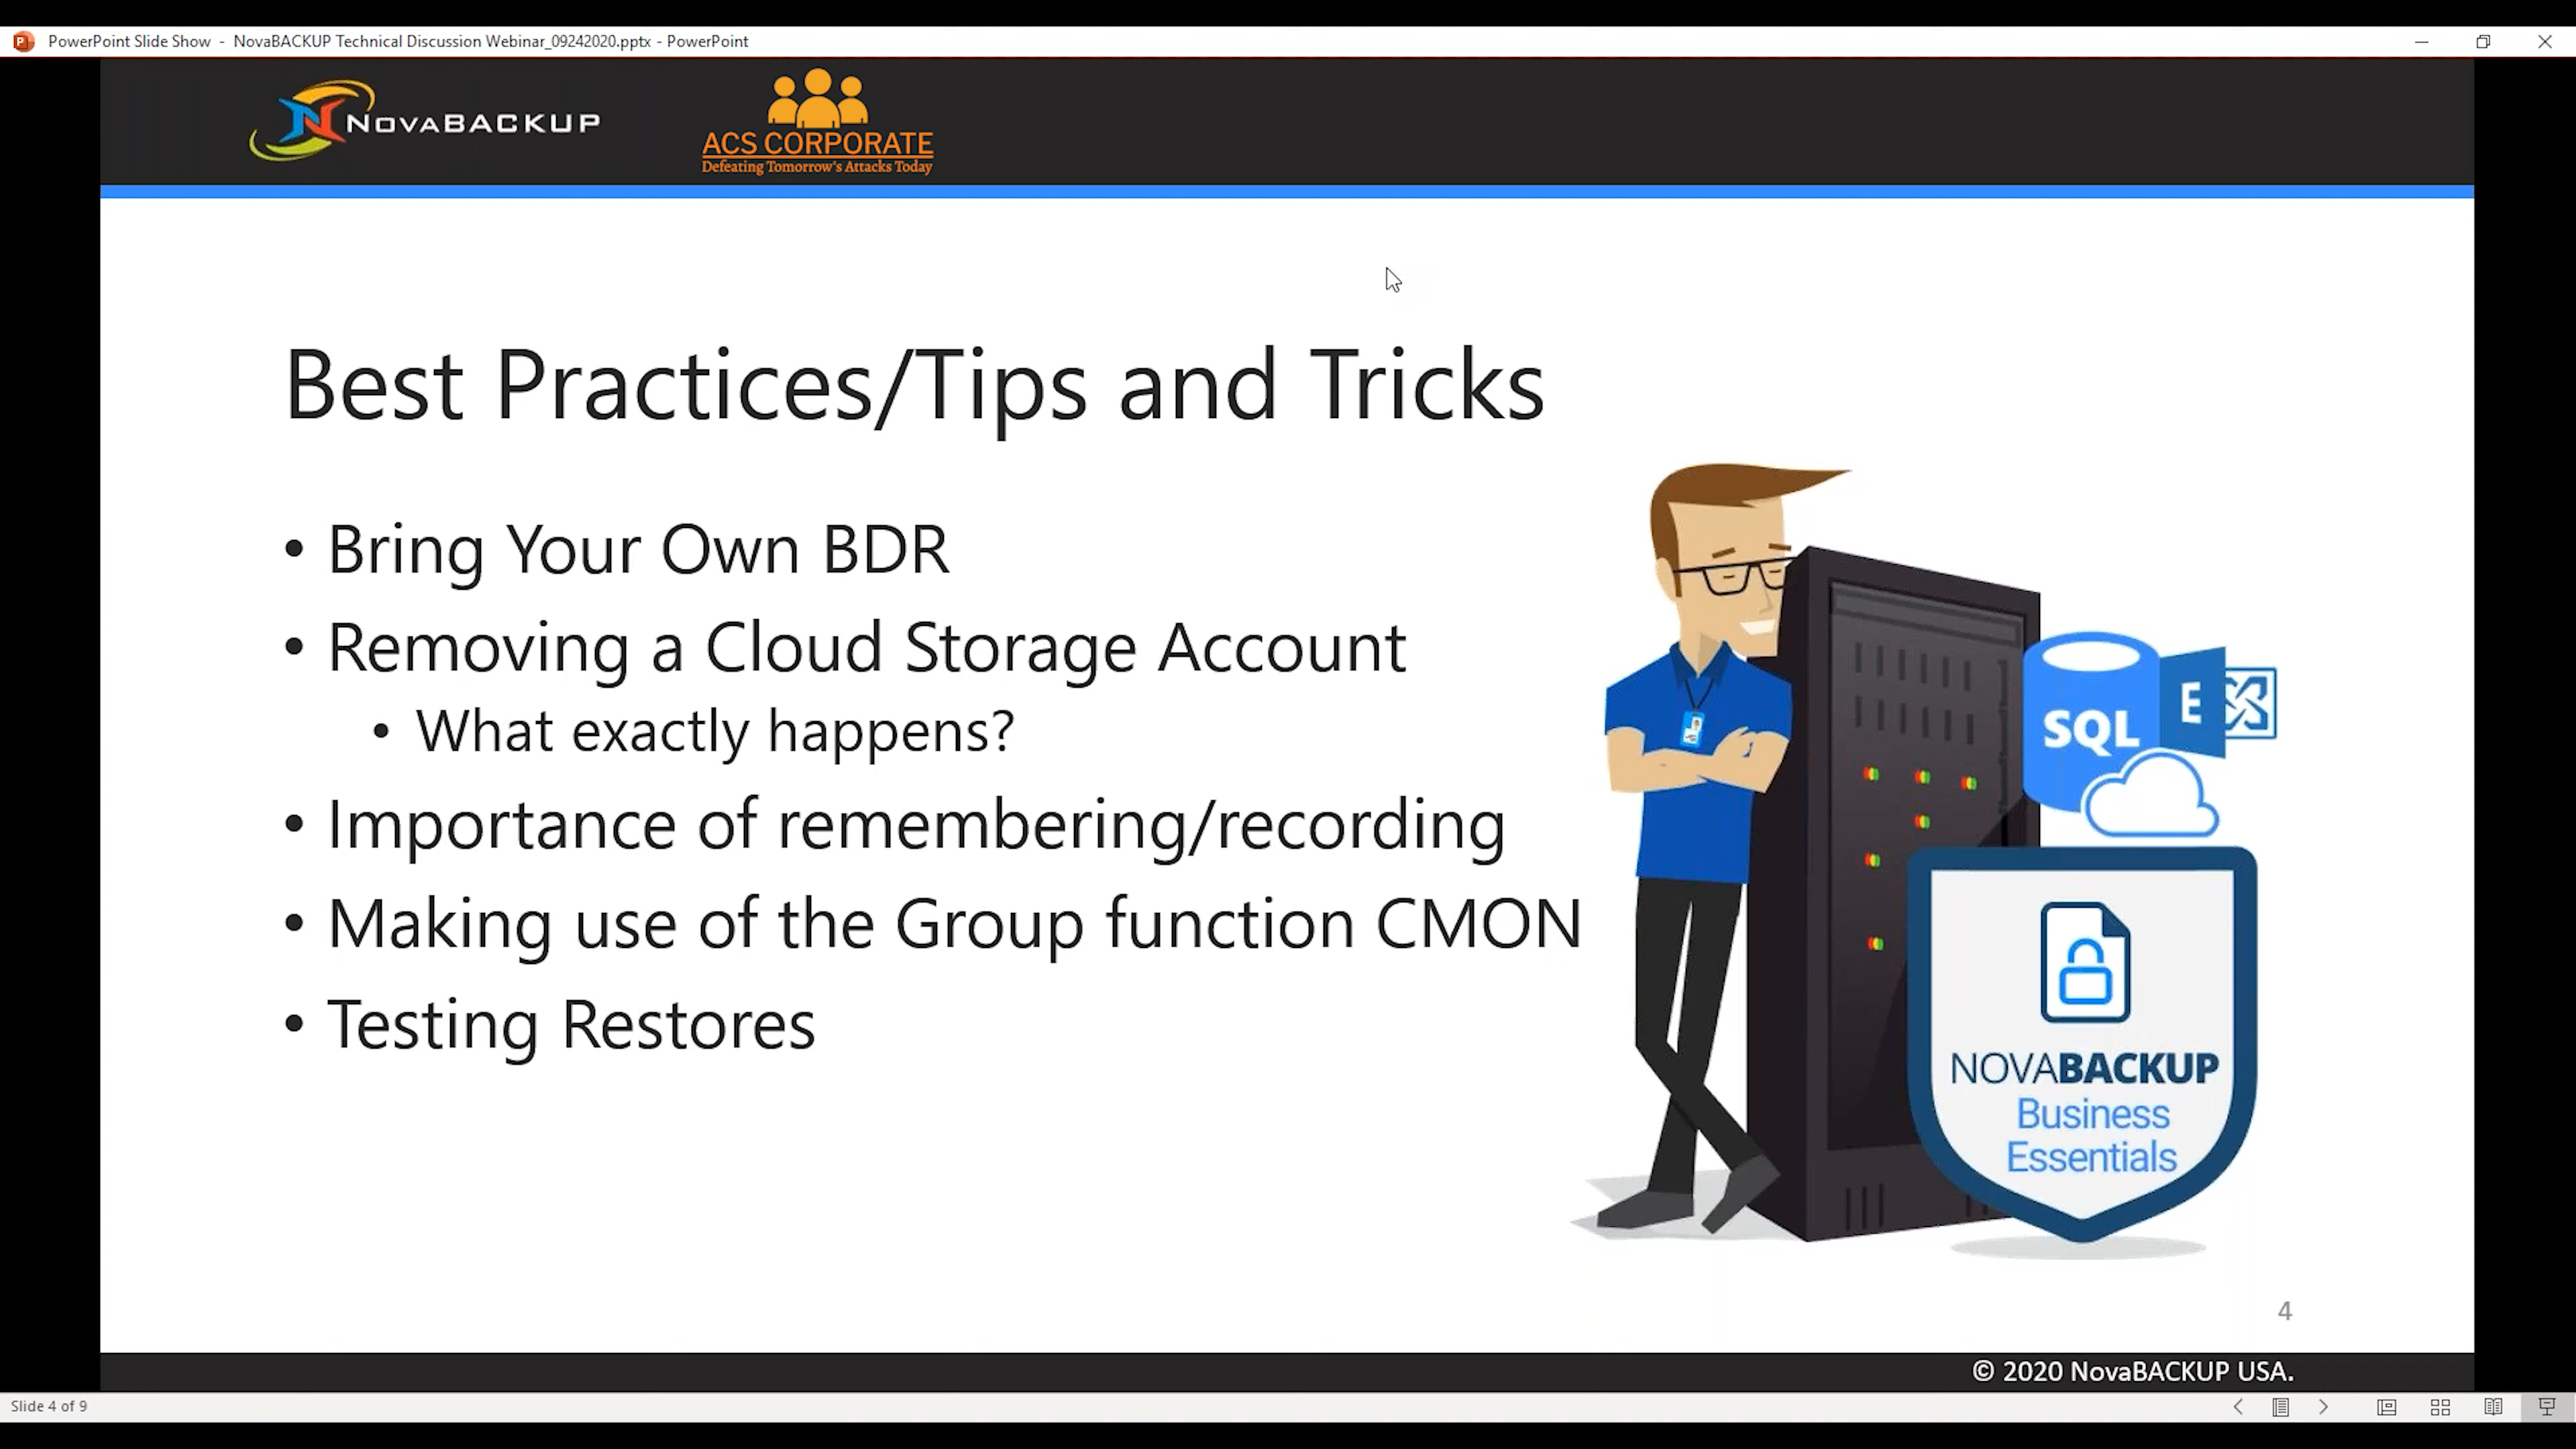 PowerPoint Slide Show - NovaBACKUP Technical Discussion Webinar_09242020.pptx - PowerPoint
NOVABACKUP
ACS CORPORATE
Defeating Tomorrow's Attacks Today
Best Practices/Tips and Tricks
• Bring Your Own BDR
• Removing a Cloud Storage Account
• What exactly happens?
• Importance of remembering/recording
• Making use of the Group function CMON
• Testing Restores
SQL
E
NOVABACKUP
Business
Essentials
4
© 2020 NovaBACKUP USA.
Slide 4 of 9